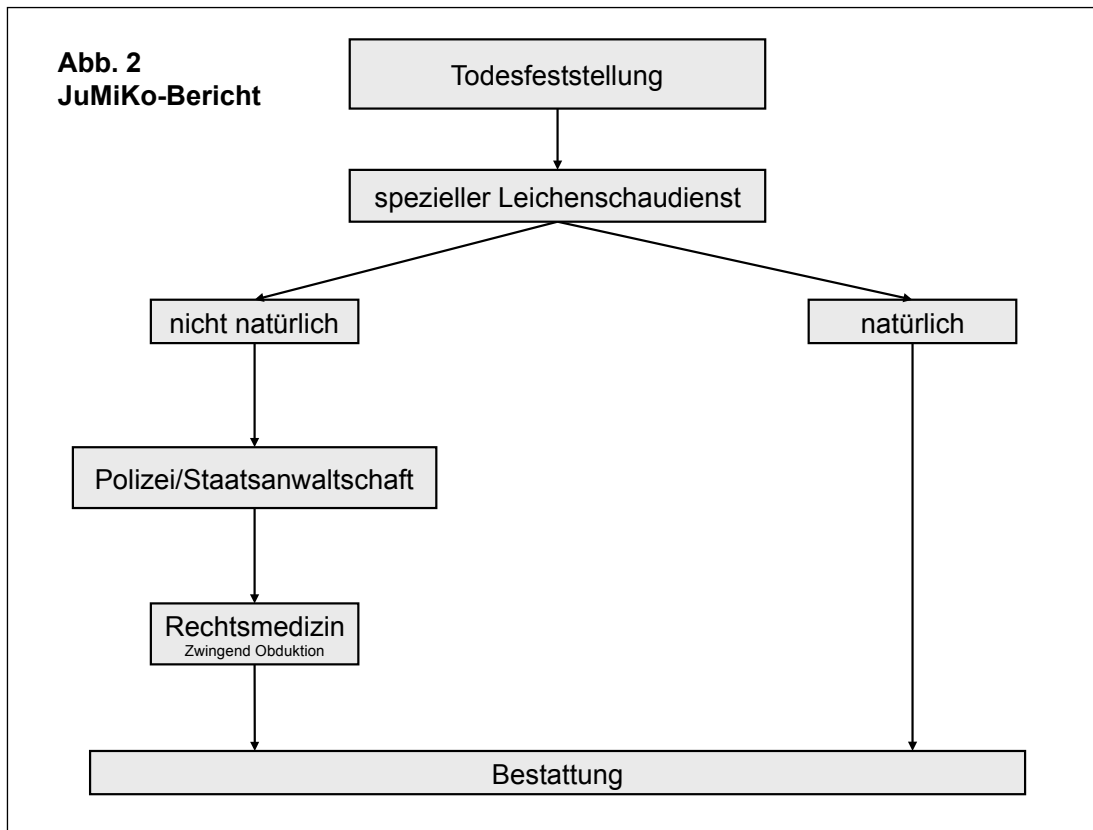 Abb. 2
JuMiKo-Bericht
Todesfeststellung
spezieller Leichenschaudienst
nicht natürlich
natürlich
Polizei/Staatsanwaltschaft
Rechtsmedizin
Zwingend Obduktion
Bestattung